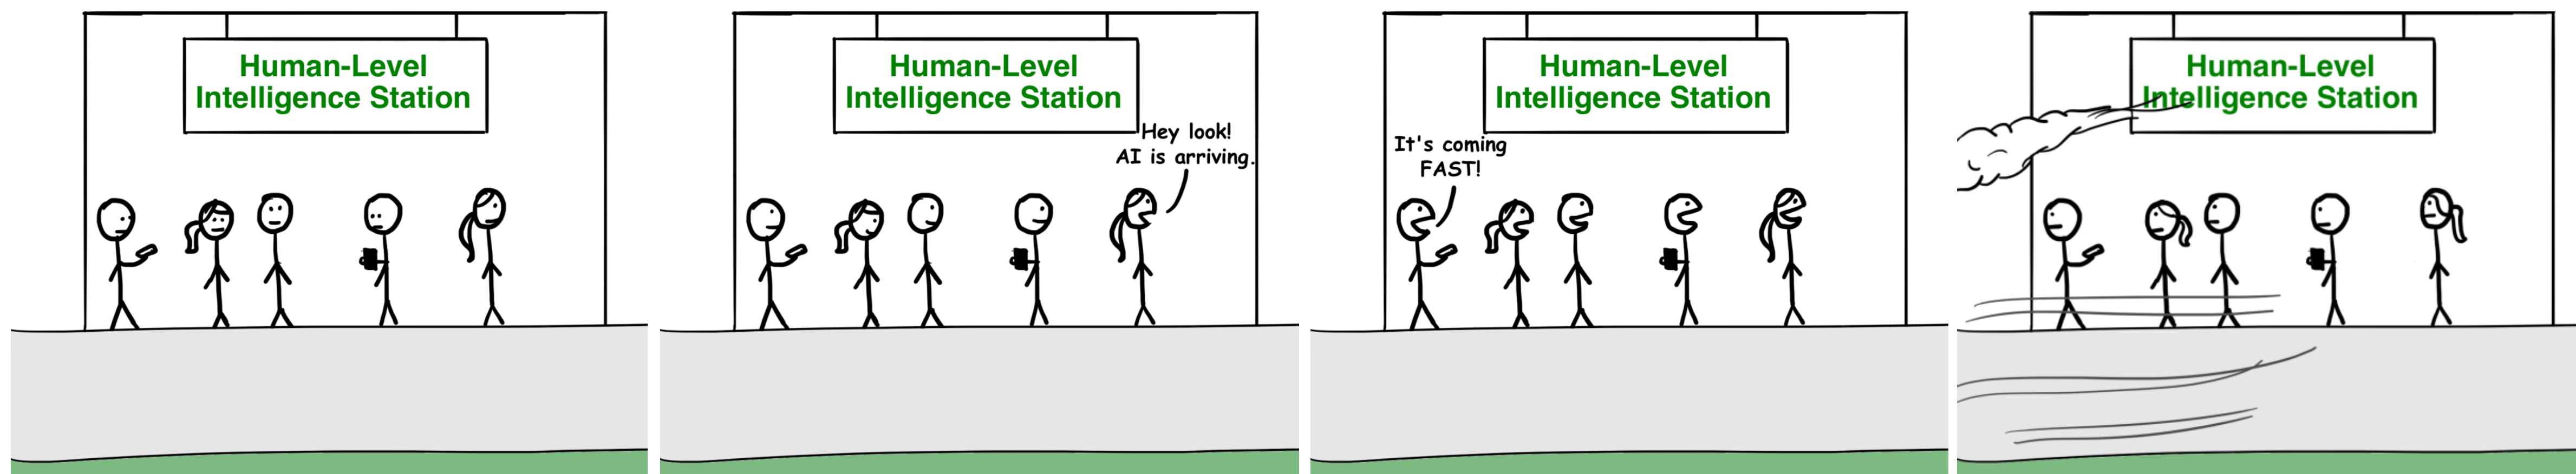 Human-Level
Intelligence Station
Human-Level
Intelligence Station
Hey look!
AI is arriving.
Human-Level
Intelligence Station
It's coming
FAST!
Human-Level
Intelligence Station